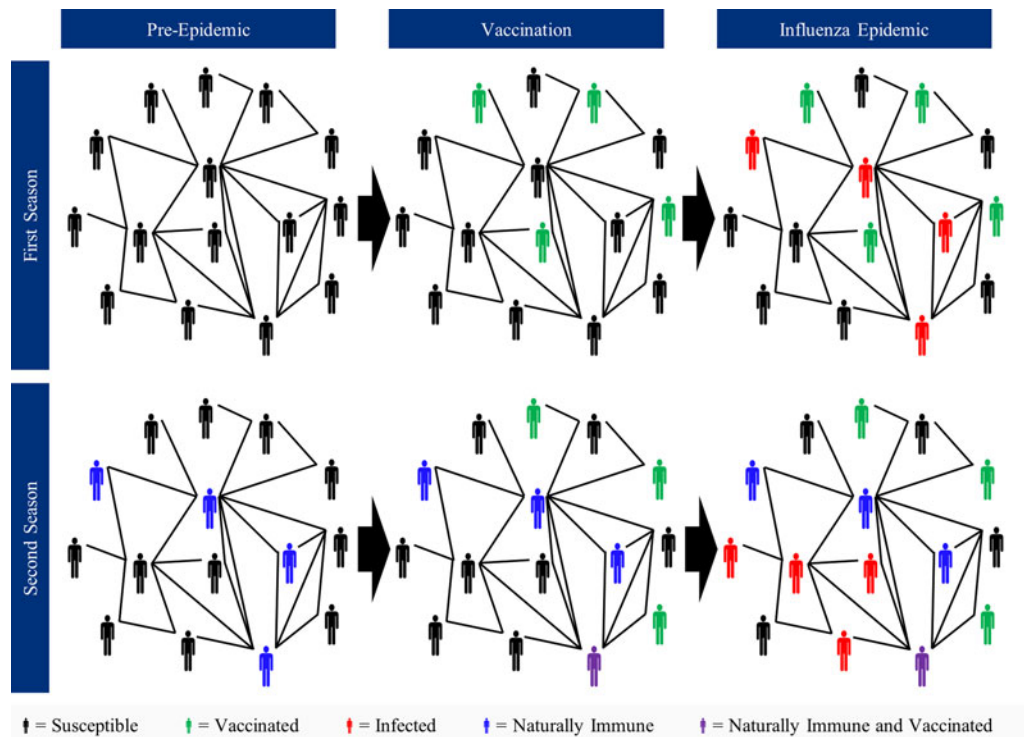 Pre-Epidemic
Vaccination
Influenza Epidemic
First Season
Second Season
= Susceptible
= Vaccinated
= Infected
= Naturally Immune
= Naturally Immune and Vaccinated